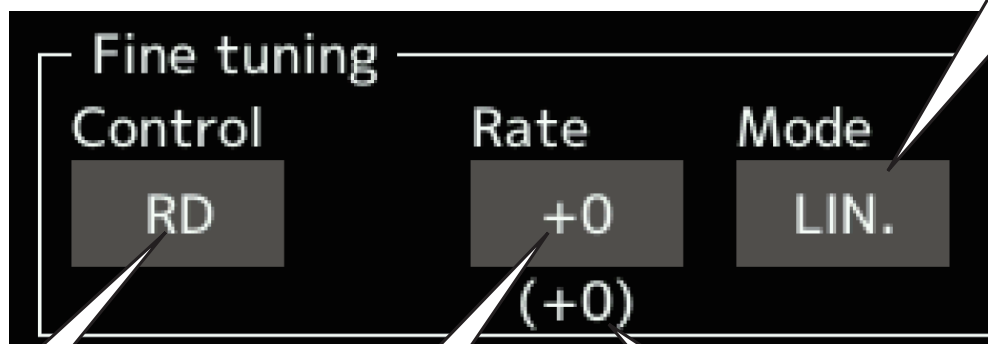 Fine tuning
Control Rate Mode
RD +0 LIN.
(+0)